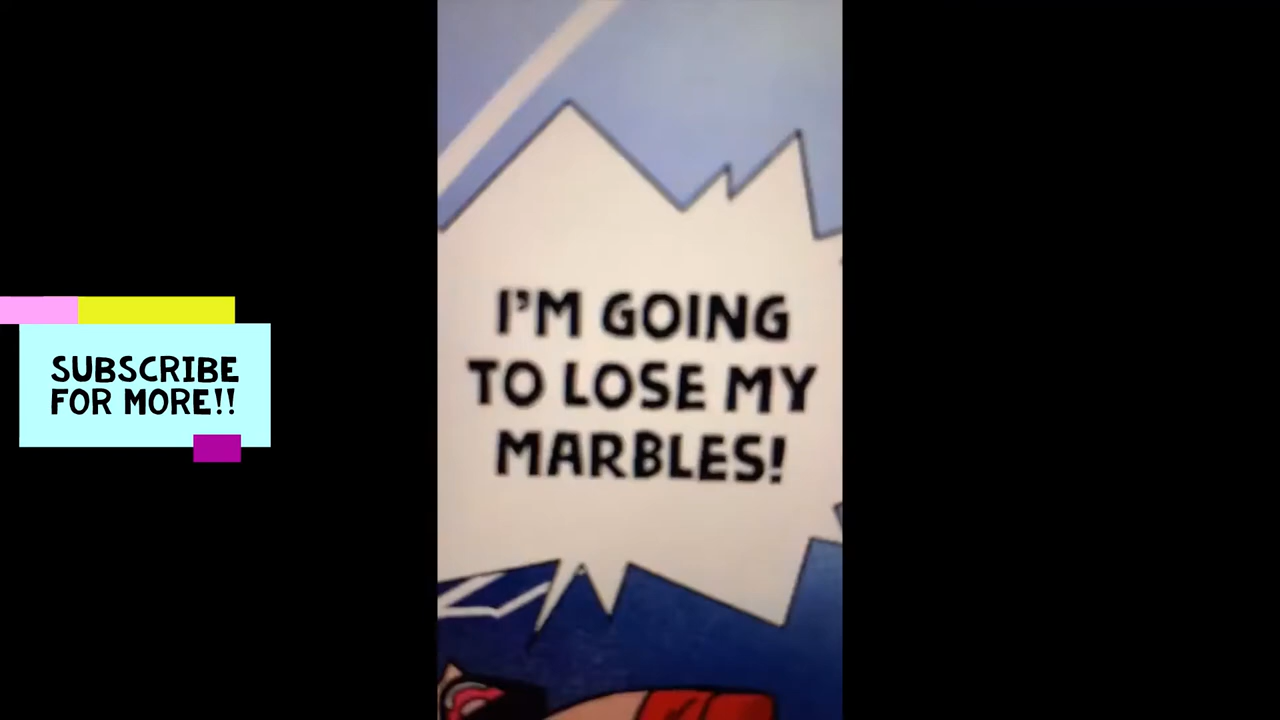 SUBSCRIBE
FOR MORE!!
I'M GOING
TO LOSE MY
MARBLES!